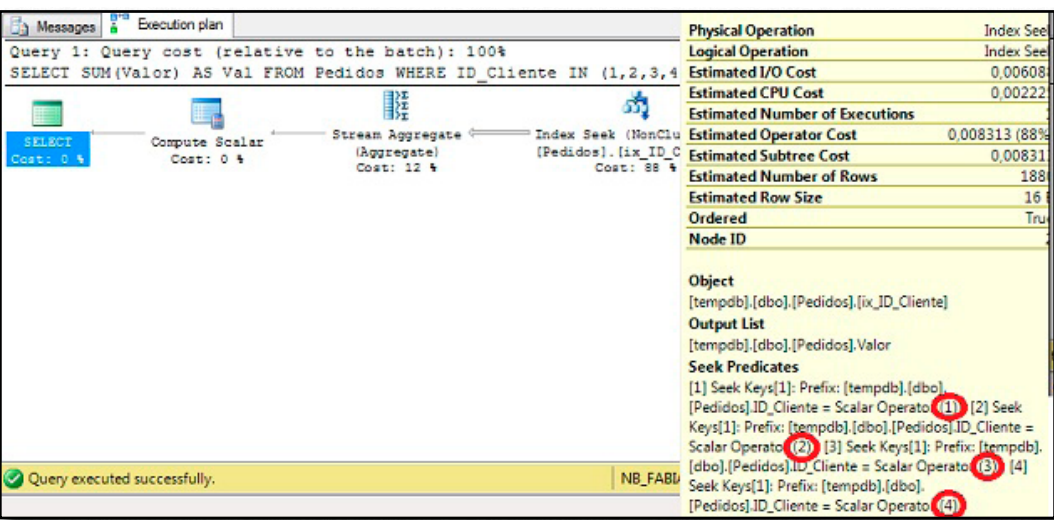 Messages
Execution plan
Query 1: Query cost (relative to the batch): 100%
SELECT SUM(Valor) AS Val FROM Pedidos WHERE ID_Cliente IN (1,2,3,4
SELECT
Cost: 0 %
Compute Scalar
Cost: 0 %
Stream Aggregate
(Aggregate)
Cost: 12 %
Index Seek (NonClu
[Pedidos].[ix_ID_C
Cost: 88 %
Physical Operation Index See
Logical Operation Index See
Estimated I/O Cost 0,00608
Estimated CPU Cost 0,00222
Estimated Number of Executions
Estimated Operator Cost 0,008313 (88%
Estimated Subtree Cost 0,00831
Estimated Number of Rows 188
Estimated Row Size 16
Ordered Tru
Node ID
Object
[tempdb].[dbo].[Pedidos].[ix_ID_Cliente]
Output List
[tempdb].[dbo].[Pedidos].Valor
Seek Predicates
[1] Seek Keys[1]: Prefix: [tempdb].[dbo].
[Pedidos].ID_Cliente = Scalar Operato (1) [2] Seek
Keys[1]: Prefix: [tempdb].[dbo].[Pedidos].ID_Cliente =
Scalar Operato (2) [3] Seek Keys[1]: Prefix: [tempdb].
[dbo].[Pedidos].ID_Cliente = Scalar Operato (3) [4]
Seek Keys[1]: Prefix: [tempdb].[dbo].
[Pedidos].ID_Cliente = Scalar Operato (4)
Query executed successfully.
NB_FABI